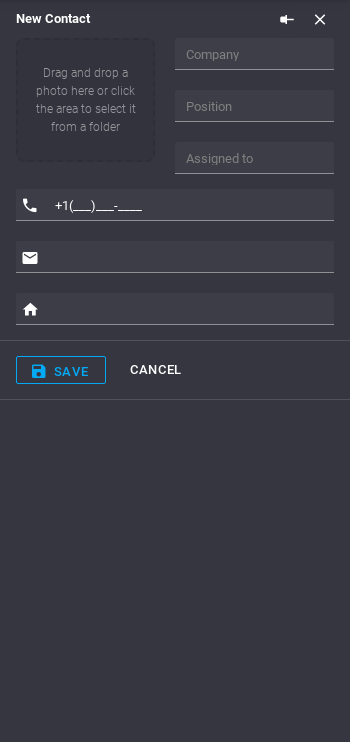 New Contact
Drag and drop a
photo here or click
the area to select it
from a folder
Company
Position
Assigned to
+1(___)___-____
SAVE
CANCEL